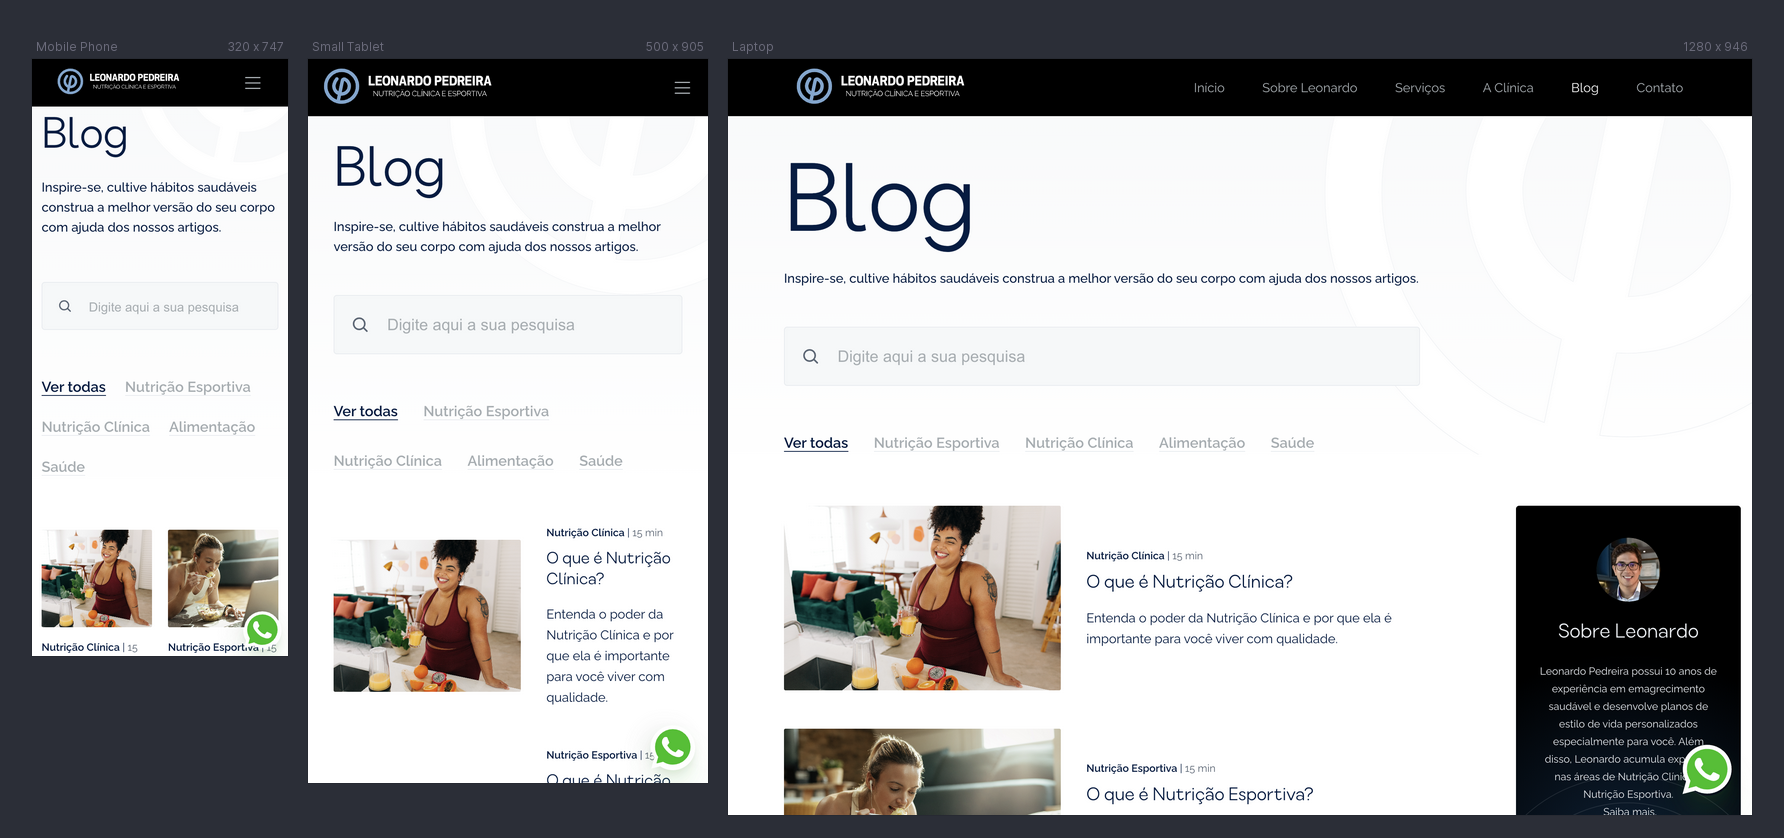 Mobile Phone
320 x 747
LEONARDO PEDREIRA
NUTRIÇÃO CLÍNICA E ESPORTIVA
Blog
Inspire-se, cultive hábitos saudáveis
construa a melhor versão do seu corpo
com ajuda dos nossos artigos.
Digite aqui a sua pesquisa
Ver todas
Nutrição Esportiva
Nutrição Clínica
Alimentação
Saúde
Nutrição Clínica | 15
Nutrição Esportiva | 15
Small Tablet
500 x 905
LEONARDO PEDREIRA
NUTRIÇÃO CLÍNICA E ESPORTIVA
Blog
Inspire-se, cultive hábitos saudáveis construa a melhor
versão do seu corpo com ajuda dos nossos artigos.
Digite aqui a sua pesquisa
Ver todas
Nutrição Esportiva
Nutrição Clínica
Alimentação
Saúde
Nutrição Clínica | 15 min
O que é Nutrição
Clínica?
Entenda o poder da
Nutrição Clínica e por
que ela é importante
para você viver com
qualidade.
Nutrição Esportiva | 15
O que é Nutrição
Laptop
1280 x 946
LEONARDO PEDREIRA
NUTRIÇÃO CLÍNICA E ESPORTIVA
Início
Sobre Leonardo
Serviços
A Clínica
Blog
Contato
Blog
Inspire-se, cultive hábitos saudáveis construa a melhor versão do seu corpo com ajuda dos nossos artigos.
Digite aqui a sua pesquisa
Ver todas
Nutrição Esportiva
Nutrição Clínica
Alimentação
Saúde
Nutrição Clínica | 15 min
O que é Nutrição Clínica?
Entenda o poder da Nutrição Clínica e por que ela é
importante para você viver com qualidade.
Nutrição Esportiva | 15 min
O que é Nutrição Esportiva?
Sobre Leonardo
Leonardo Pedreira possui 10 anos de
experiência em emagrecimento
saudável e desenvolve planos de
estilo de vida personalizados
especialmente para você. Além
disso, Leonardo acumula
nas áreas de Nutrição
Nutrição Esportiva.
Saiba mais.